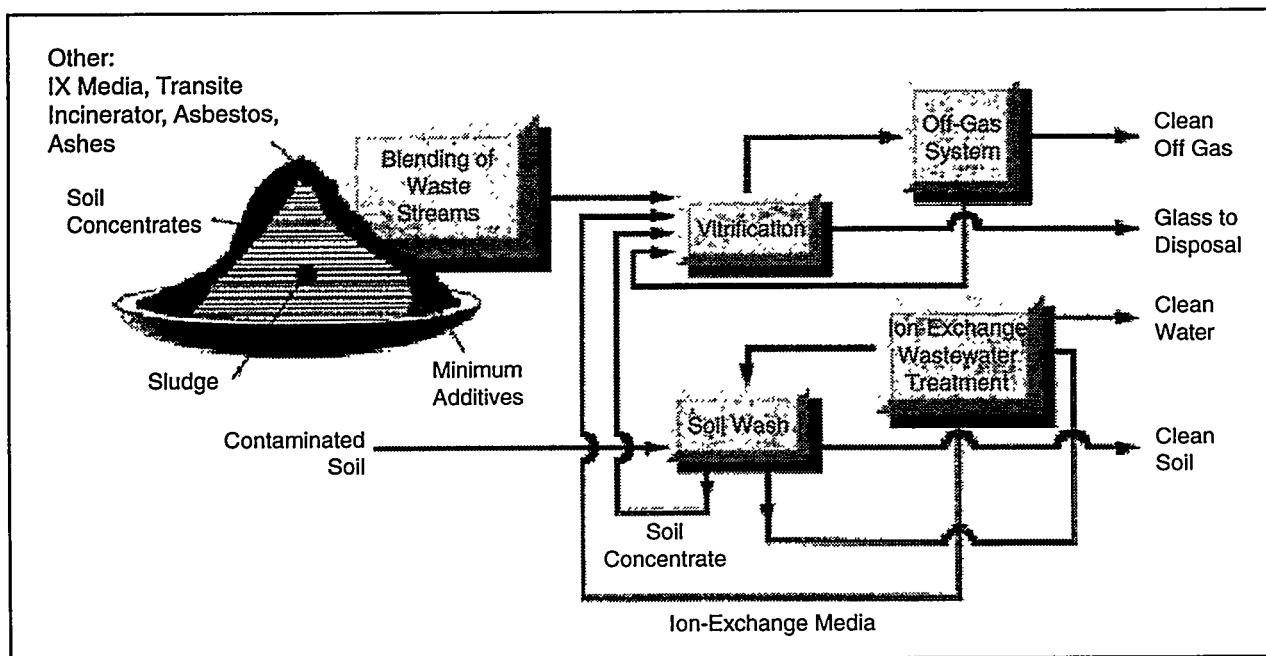 Other:
IX Media, Transite
Incinerator, Asbestos,
Ashes
Soil
Concentrates
Blending of
Waste
Streams
Sludge
Minimum
Additives
Vitrification
Off-Gas
System
Clean
Off Gas
Glass to
Disposal
Ion-Exchange
Wastewater
Treatment
Clean
Water
Contaminated
Soil
Soil Wash
Clean
Soil
Soil
Concentrate
Ion-Exchange Media